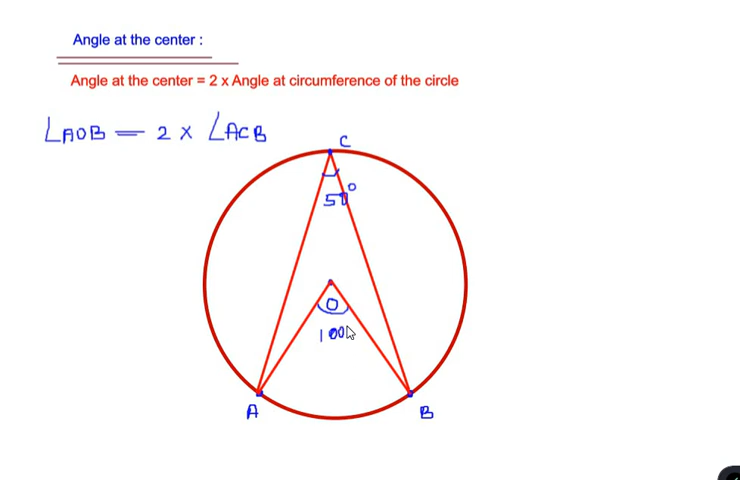 Angle at the center :
Angle at the center = 2 x Angle at circumference of the circle
∠AOB = 2 x ∠ACB
C
50°
O
100
A
B